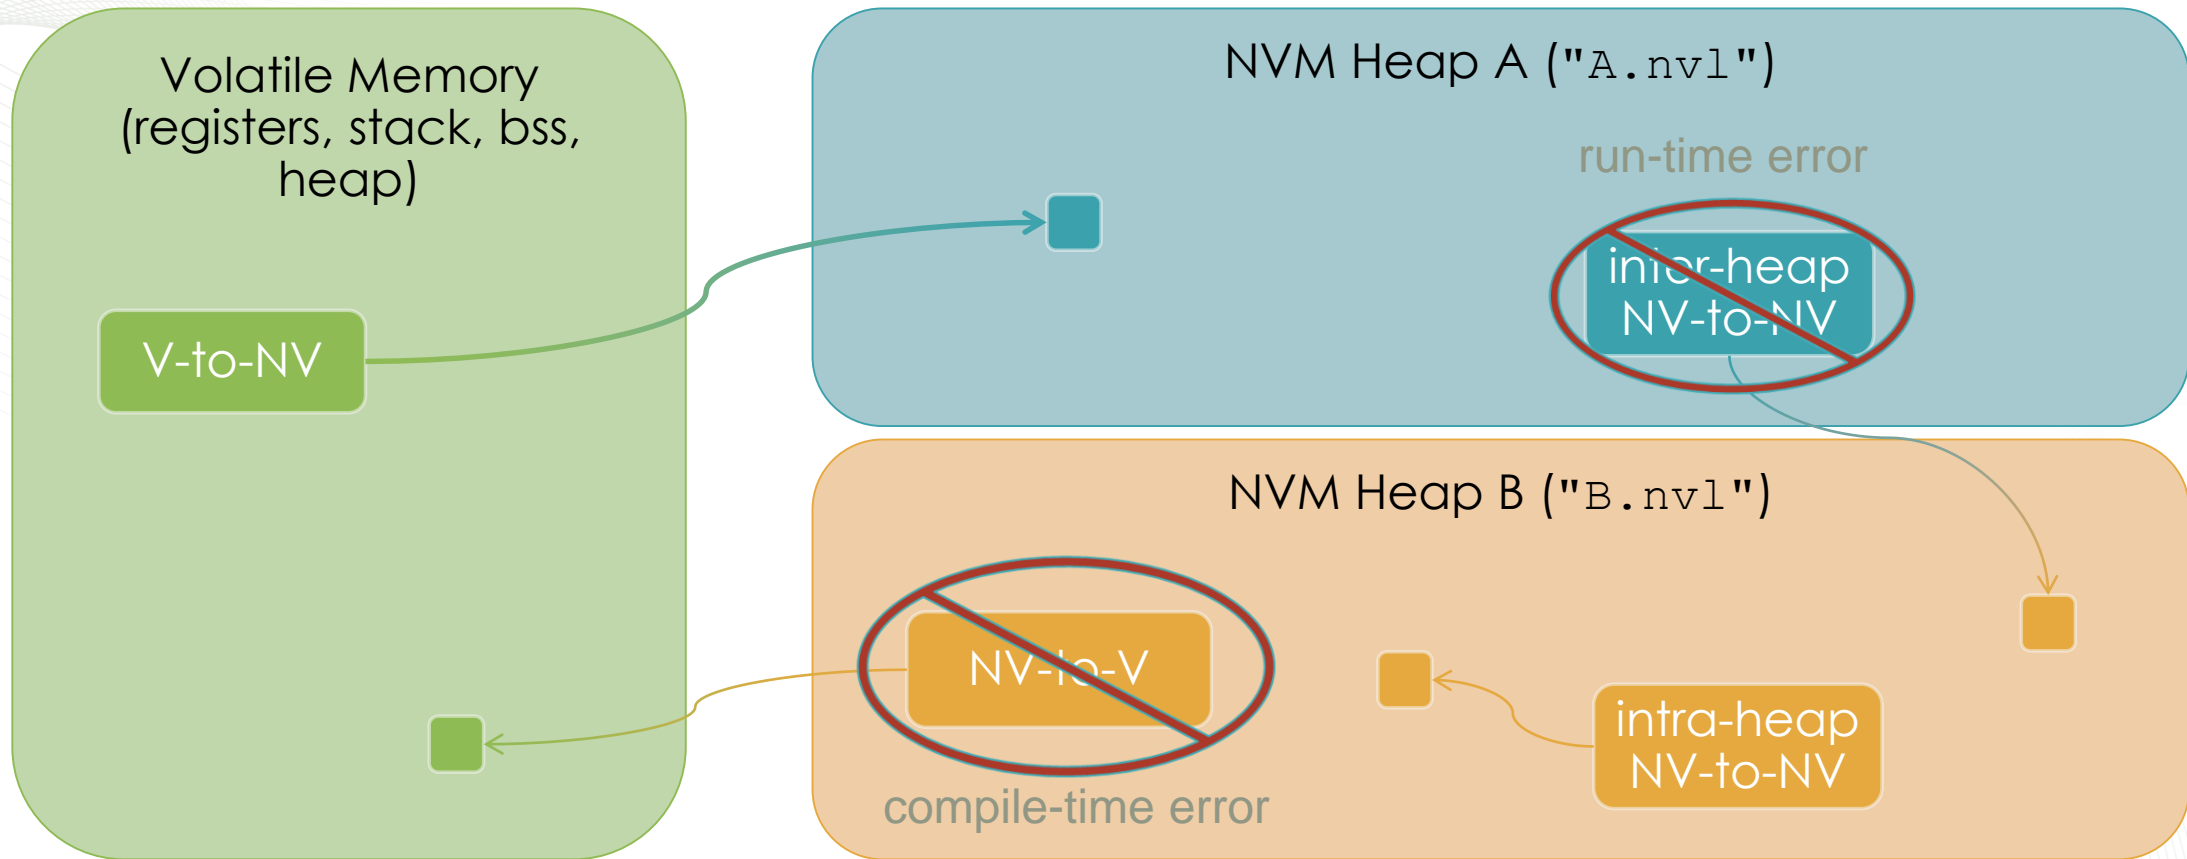 Volatile Memory
(registers, stack, bss,
heap)
V-to-NV
NVM Heap A ("A.nvl")
run-time error
inter-heap
NV-to-NV
NVM Heap B ("B.nvl")
NV-to-V
compile-time error
intra-heap
NV-to-NV